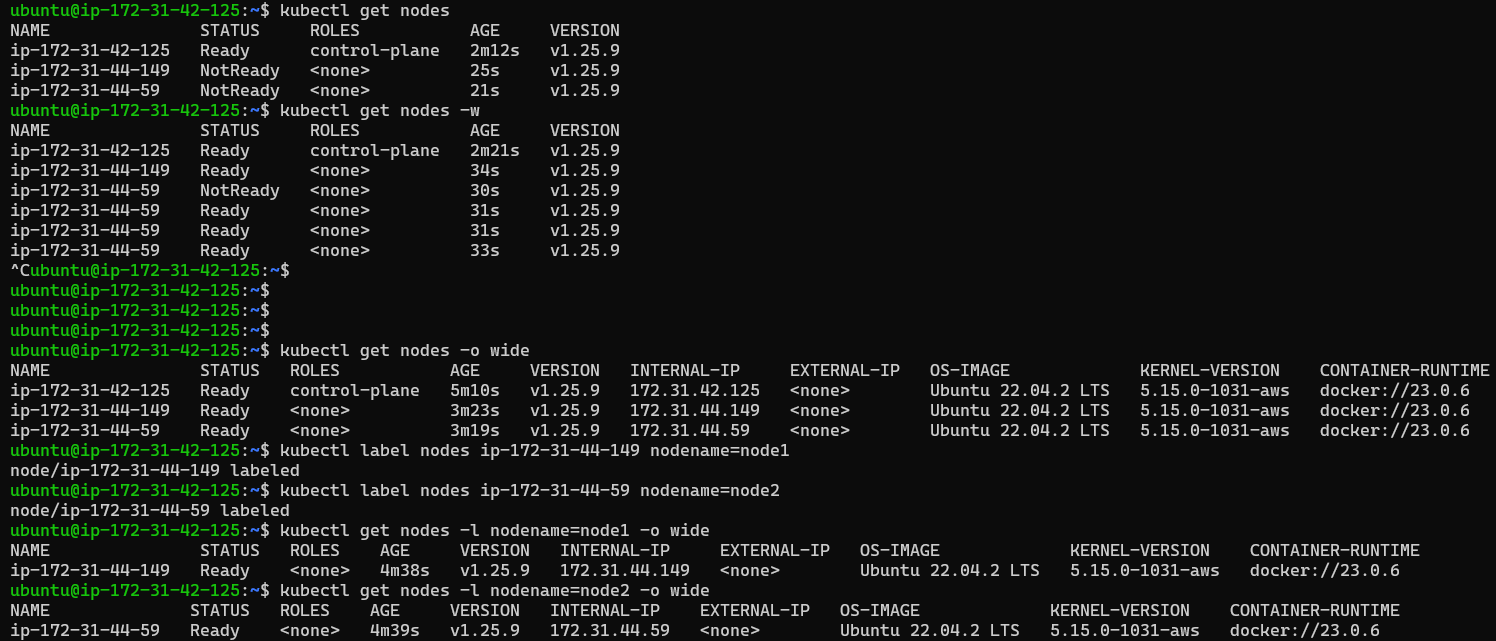 ubuntu@ip-172-31-42-125:~$ kubectl get nodes
NAME               STATUS     ROLES           AGE     VERSION
ip-172-31-42-125   Ready      control-plane   2m12s   v1.25.9
ip-172-31-44-149   NotReady   <none>          25s     v1.25.9
ip-172-31-44-59    NotReady   <none>          21s     v1.25.9
ubuntu@ip-172-31-42-125:~$ kubectl get nodes -w
NAME               STATUS     ROLES           AGE     VERSION
ip-172-31-42-125   Ready      control-plane   2m21s   v1.25.9
ip-172-31-44-149   Ready      <none>          34s     v1.25.9
ip-172-31-44-59    NotReady   <none>          30s     v1.25.9
ip-172-31-44-59    Ready      <none>          31s     v1.25.9
ip-172-31-44-59    Ready      <none>          31s     v1.25.9
ip-172-31-44-59    Ready      <none>          33s     v1.25.9
^Cubuntu@ip-172-31-42-125:~$
ubuntu@ip-172-31-42-125:~$
ubuntu@ip-172-31-42-125:~$
ubuntu@ip-172-31-42-125:~$
ubuntu@ip-172-31-42-125:~$ kubectl get nodes -o wide
NAME               STATUS   ROLES           AGE     VERSION   INTERNAL-IP     EXTERNAL-IP   OS-IMAGE             KERNEL-VERSION    CONTAINER-RUNTIME
ip-172-31-42-125   Ready    control-plane   5m10s   v1.25.9   172.31.42.125   <none>        Ubuntu 22.04.2 LTS   5.15.0-1031-aws   docker://23.0.6
ip-172-31-44-149   Ready    <none>          3m23s   v1.25.9   172.31.44.149   <none>        Ubuntu 22.04.2 LTS   5.15.0-1031-aws   docker://23.0.6
ip-172-31-44-59    Ready    <none>          3m19s   v1.25.9   172.31.44.59    <none>        Ubuntu 22.04.2 LTS   5.15.0-1031-aws   docker://23.0.6
ubuntu@ip-172-31-42-125:~$ kubectl label nodes ip-172-31-44-149 nodename=node1
node/ip-172-31-44-149 labeled
ubuntu@ip-172-31-42-125:~$ kubectl label nodes ip-172-31-44-59 nodename=node2
node/ip-172-31-44-59 labeled
ubuntu@ip-172-31-42-125:~$ kubectl get nodes -l nodename=node1 -o wide
NAME               STATUS   ROLES    AGE     VERSION   INTERNAL-IP     EXTERNAL-IP   OS-IMAGE             KERNEL-VERSION    CONTAINER-RUNTIME
ip-172-31-44-149   Ready    <none>   4m38s   v1.25.9   172.31.44.149   <none>        Ubuntu 22.04.2 LTS   5.15.0-1031-aws   docker://23.0.6
ubuntu@ip-172-31-42-125:~$ kubectl get nodes -l nodename=node2 -o wide
NAME              STATUS   ROLES    AGE     VERSION   INTERNAL-IP    EXTERNAL-IP   OS-IMAGE             KERNEL-VERSION    CONTAINER-RUNTIME
ip-172-31-44-59   Ready    <none>   4m39s   v1.25.9   172.31.44.59   <none>        Ubuntu 22.04.2 LTS   5.15.0-1031-aws   docker://23.0.6